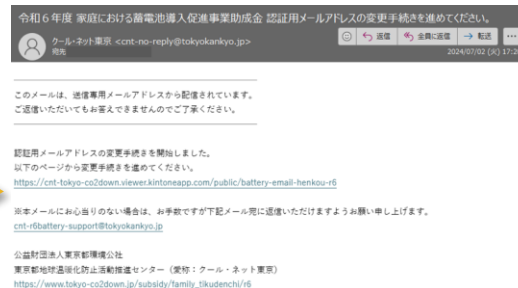 令和6年度 家庭における蓄電池導入促進事業助成金 認証用メールアドレスの変更手続きを進めてください。
クール・ネット東京 <cnt-no-reply@tokyokankyo.jp>
宛先
返信 全員に返信 転送
2024/07/02 (火) 17:2
このメールは、送信専用メールアドレスから配信されています。
ご返信いただいてもお答えできませんのでご了承ください。
認証用メールアドレスの変更手続きを開始しました。
以下のページから変更手続きを進めてください。
https://cnt-tokyo-co2down.viewer.kintoneapp.com/public/battery-email-henkou-r6
※本メールにお心当りのない場合は、お手数ですが下記メール宛に返信いただけますようお願い申し上げます。
cnt-r6battery-support@tokyokankyo.jp
公益財団法人東京都環境公社
東京都地球温暖化防止活動推進センター（愛称：クール・ネット東京）
https://www.tokyo-co2down.jp/subsidy/family_tikudenchi/r6